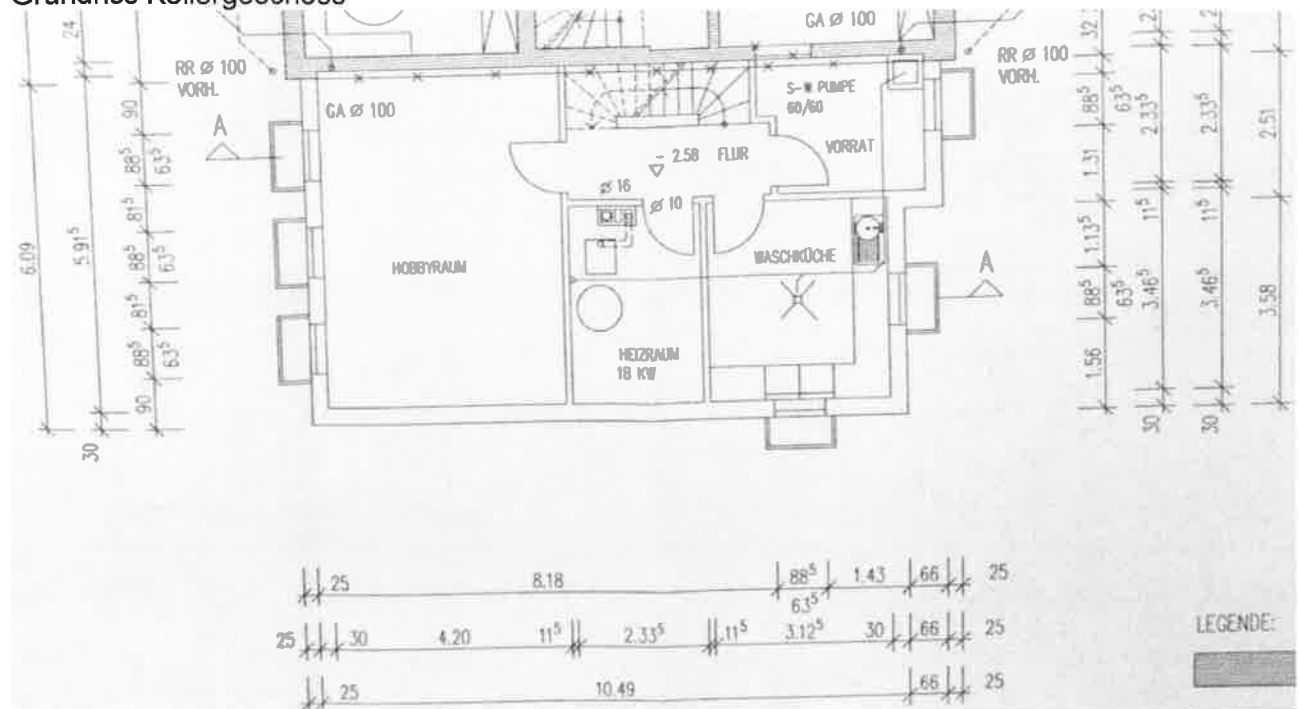 Grundriss Kellergeschoss
GA Ø 100
RR Ø 100
VORH.
RR Ø 100
VORH.
GA Ø 100
S-W PUMPE
60/60
VORRAT
A
- 2.58 FLUR
Ø 16
Ø 10
HOBBYRAUM
WASCHKÜCHE
A
HEIZRAUM
18 KW
24
6.09
5.91⁵
30
90
88⁵
63⁵
81⁵
88⁵
63⁵
81⁵
88⁵
63⁵
90
88⁵
63⁵
1.31
1.13⁵
88⁵
63⁵
1.56
2.33⁵
11⁵
3.46⁵
30
2.33⁵
11⁵
3.46⁵
30
2.51
3.58
25 8.18 88⁵ 1.43 66 25
63⁵
25 30 4.20 11⁵ 2.33⁵ 11⁵ 3.12⁵ 30 66 25
25 10.49 66 25
LEGENDE: